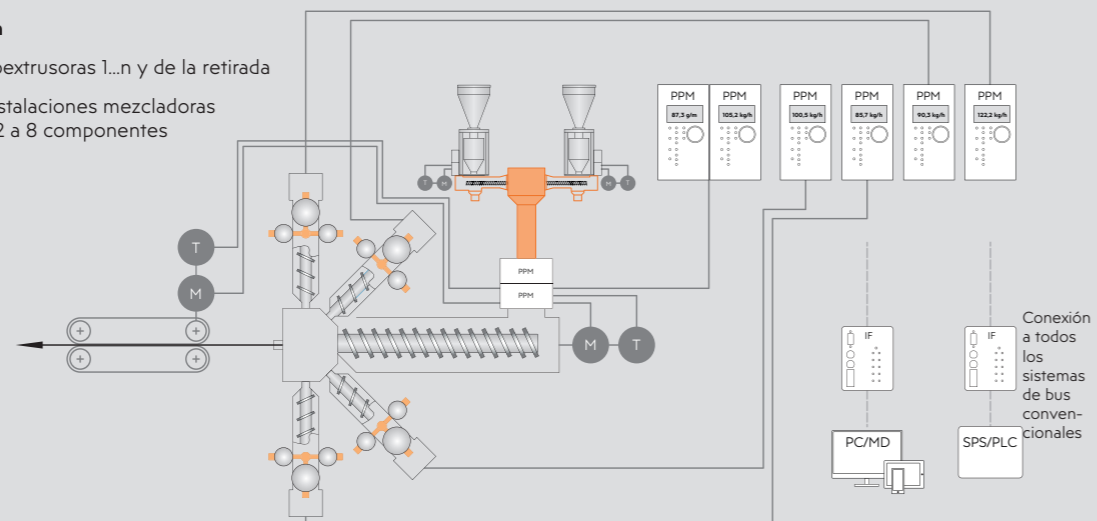 oextrusoras 1...n y de la retirada
stalaciones mezcladoras
2 a 8 componentes
PPM
87,3 g/m
PPM
105,2 kg/h
PPM
100,5 kg/h
PPM
85,7 kg/h
PPM
90,3 kg/h
PPM
122,2 kg/h
T
M
M
T
T
M
PPM
PPM
M
T
IF
IF
Conexión
a todos
los
sistemas
de bus
conven-
cionales
PC/MD
SPS/PLC